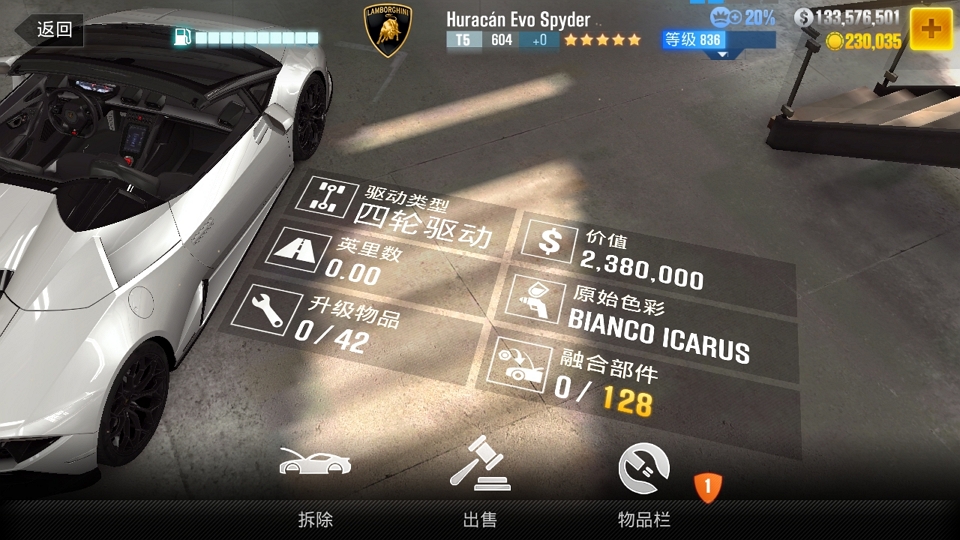 返回
LAMBORGHINI
Huracán Evo Spyder
T5 604 +0
等级 836
20%
133,576,501
230,035
驱动类型
四轮驱动
英里数
0.00
升级物品
0/42
价值
2,380,000
原始色彩
BIANCO ICARUS
融合部件
0/128
1
拆除
出售
物品栏